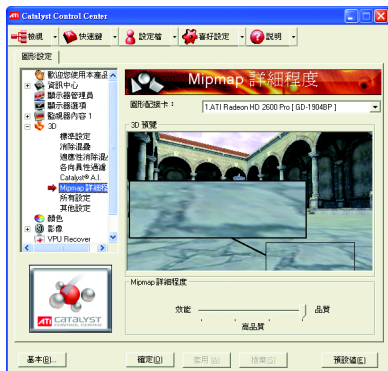 ATI Catalyst Control Center
檢視 快速鍵 設定檔 喜好設定 說明
圖形設定
歡迎您使用本產品
資訊中心
顯示器管理員
顯示器選項
監視器內容 1
3D
標準設定
消除混疊
適應性消除混
各向異性過濾
Catalyst® A.I.
Mipmap 詳細程
所有設定
其他設定
顏色
影像
VPU Recover
ATI CATALYST
CONTROL CENTER
Mipmap 詳細程度
圖形配接卡：
1.ATI Radeon HD 2600 Pro [ GD-1904BP ]
3D 預覽
Mipmap 詳細程度
效能 品質
高品質
基本(B)... 確定(O) 套用(A) 捨棄(S) 預設值(E)